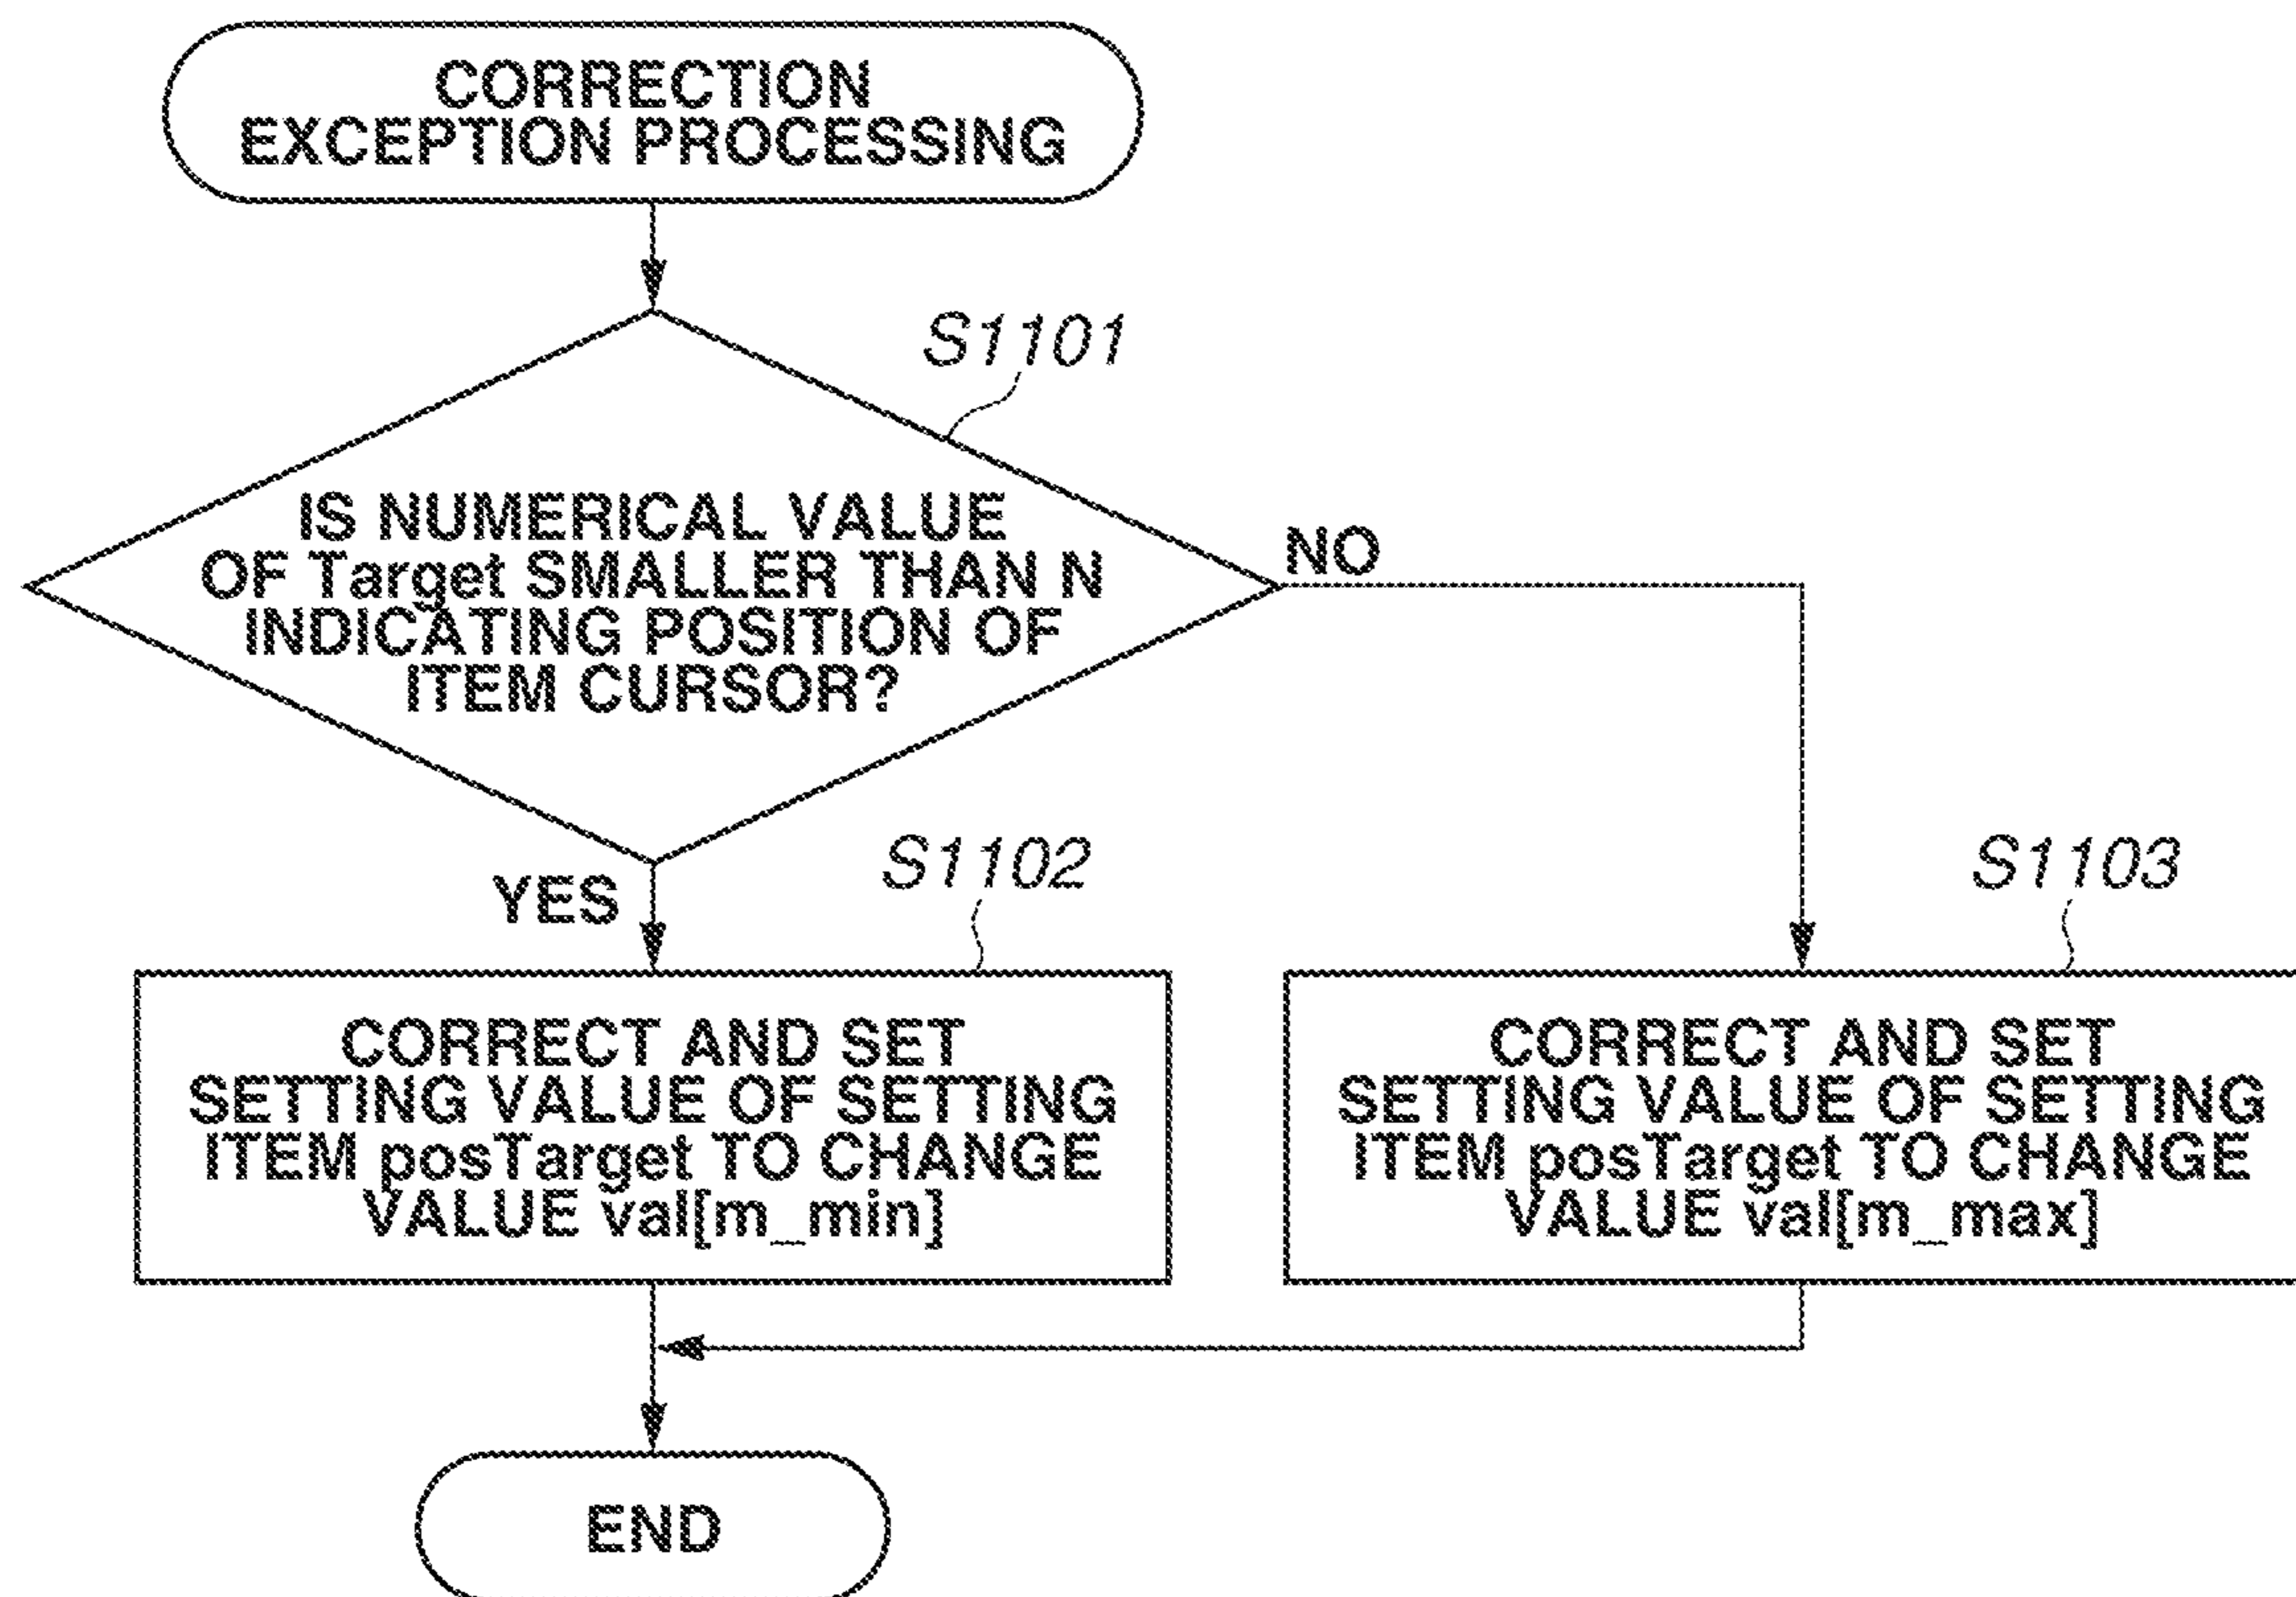 CORRECTION
EXCEPTION PROCESSING
S1101
IS NUMERICAL VALUE
OF Target SMALLER THAN N
INDICATING POSITION OF
ITEM CURSOR?
NO
YES
S1102
CORRECT AND SET
SETTING VALUE OF SETTING
ITEM posTarget TO CHANGE
VALUE val[m_min]
S1103
CORRECT AND SET
SETTING VALUE OF SETTING
ITEM posTarget TO CHANGE
VALUE val[m_max]
END